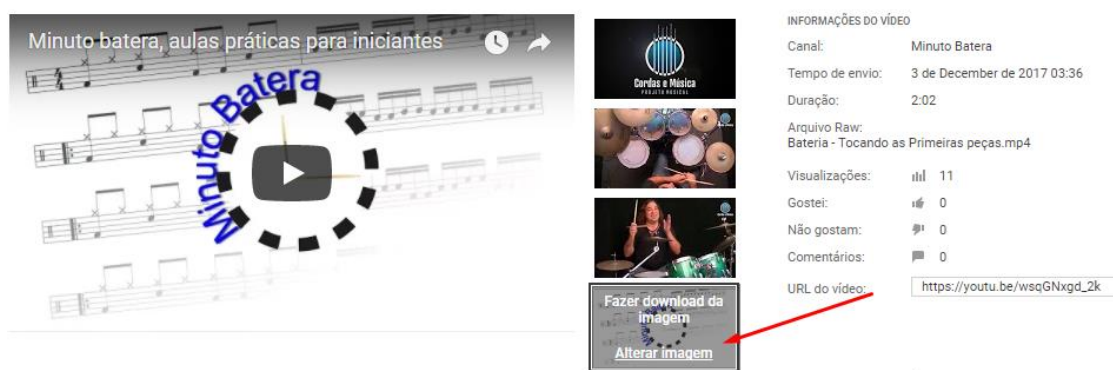 Minuto batera, aulas práticas para iniciantes
Minuto Batera
Cordas e Música
PROJETO MUSICAL
Fazer download da
imagem
Alterar imagem
INFORMAÇÕES DO VÍDEO
Canal: Minuto Batera
Tempo de envio: 3 de December de 2017 03:36
Duração: 2:02
Arquivo Raw:
Bateria - Tocando as Primeiras peças.mp4
Visualizações: 11
Gostei: 0
Não gostam: 0
Comentários: 0
URL do vídeo: https://youtu.be/wsqGNxgd_2k